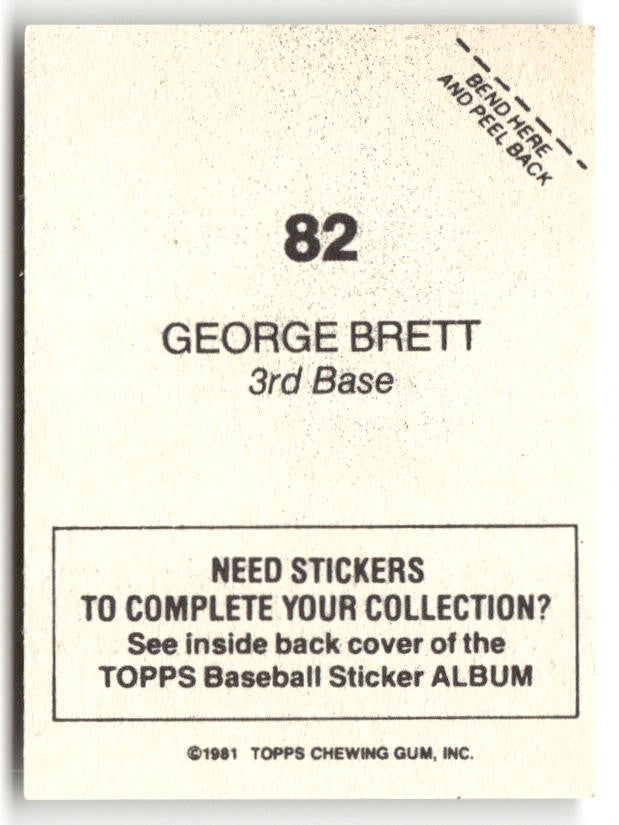 BEND HERE
AND PEEL BACK
82
GEORGE BRETT
3rd Base
NEED STICKERS
TO COMPLETE YOUR COLLECTION?
See inside back cover of the
TOPPS Baseball Sticker ALBUM
©1981 TOPPS CHEWING GUM, INC.